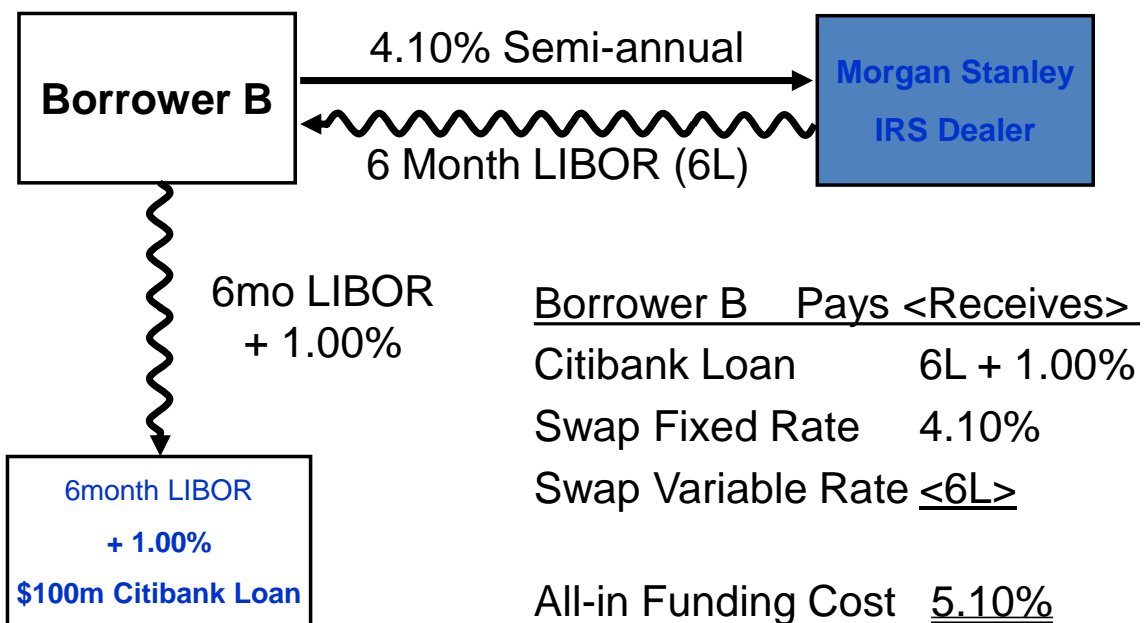 4.10% Semi-annual
Borrower B
Morgan Stanley
IRS Dealer
6 Month LIBOR (6L)
6mo LIBOR
+ 1.00%
Borrower B Pays <Receives>
Citibank Loan 6L + 1.00%
Swap Fixed Rate 4.10%
Swap Variable Rate <6L>
6month LIBOR
+ 1.00%
$100m Citibank Loan
All-in Funding Cost 5.10%